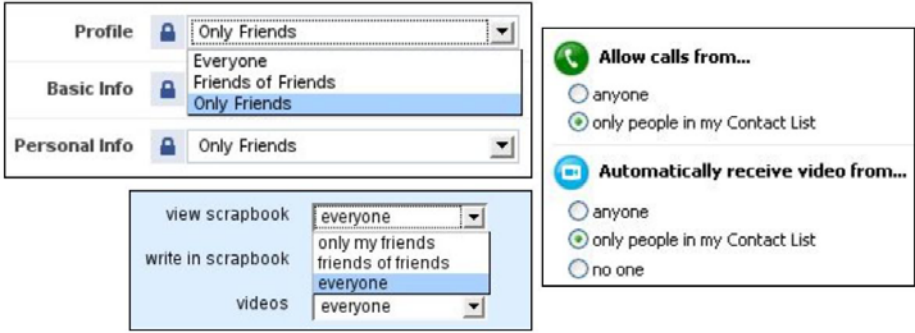 Profile Only Friends
Everyone
Friends of Friends
Only Friends
Basic Info
Personal Info Only Friends
view scrapbook everyone
only my friends
friends of friends
everyone
write in scrapbook
videos everyone
Allow calls from...
anyone
only people in my Contact List
Automatically receive video from...
anyone
only people in my Contact List
no one